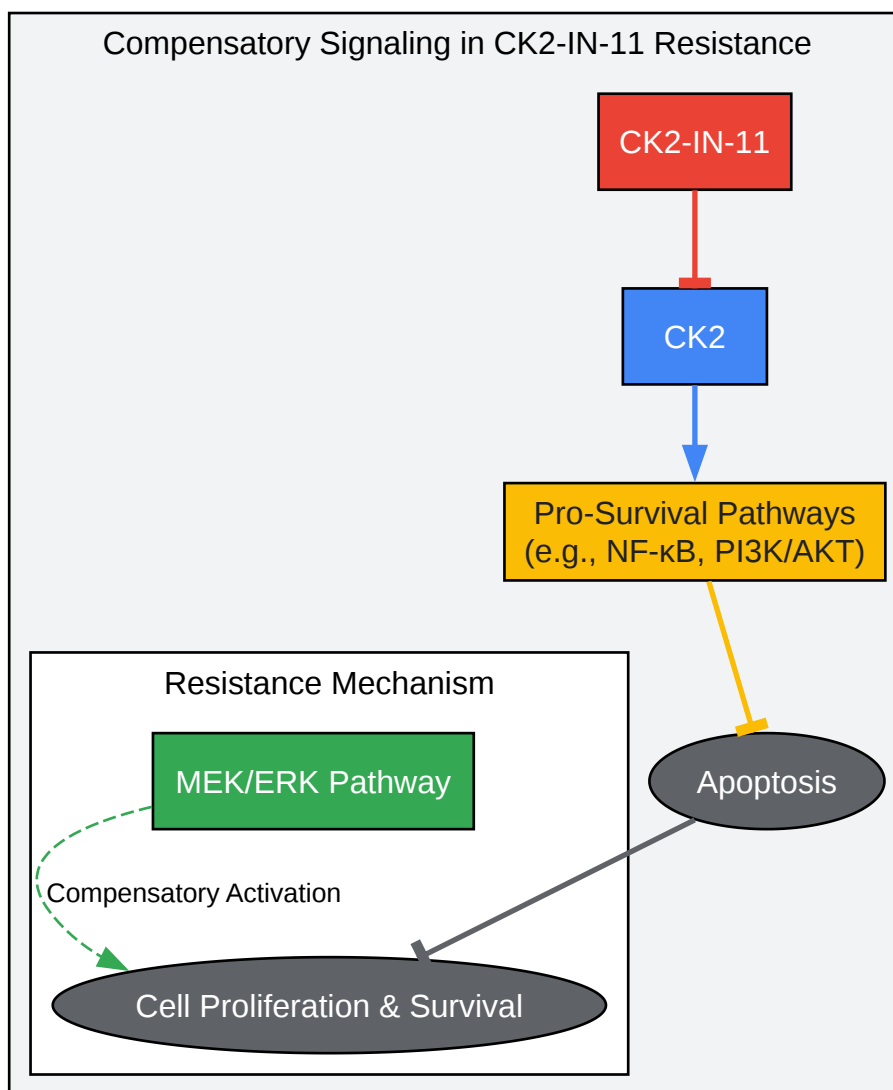 Compensatory Signaling in CK2-IN-11 Resistance
CK2-IN-11
CK2
Pro-Survival Pathways
(e.g., NF-κB, PI3K/AKT)
Resistance Mechanism
MEK/ERK Pathway
Apoptosis
Compensatory Activation
Cell Proliferation & Survival